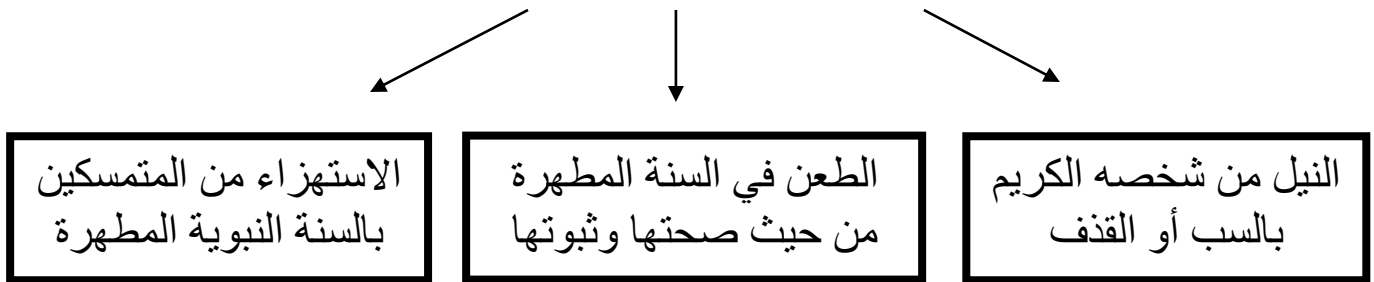 النيل من شخصه الكريم
بالسب أو القذف
الطعن في السنة المطهرة
من حيث صحتها وثبوتها
الاستهزاء من المتمسكين
بالسنة النبوية المطهرة